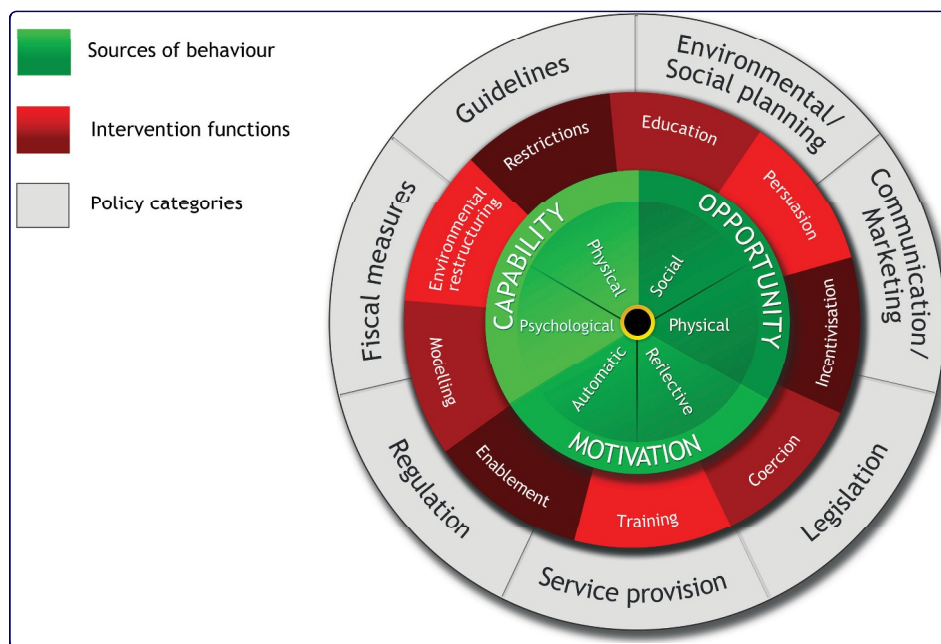 Sources of behaviour
Intervention functions
Policy categories
Guidelines
Environmental/
Social planning
Communication/
Marketing
Legislation
Service provision
Regulation
Fiscal measures
Restrictions
Education
Persuasion
Incentivisation
Coercion
Training
Enablement
Modelling
Environmental
restructuring
CAPABILITY
OPPORTUNITY
MOTIVATION
Physical
Social
Psychological
Physical
Automatic
Reflective